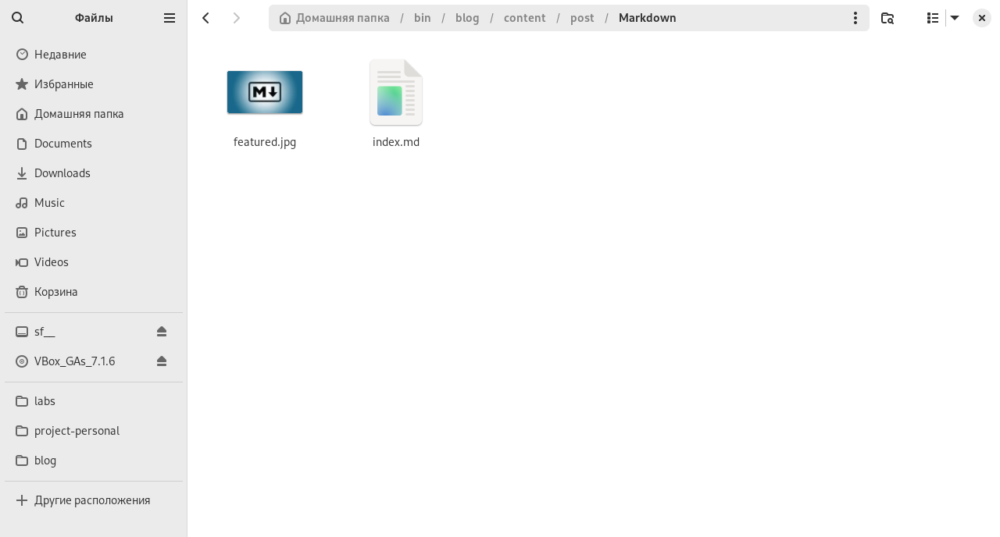 Файлы
Недавние
Избранные
Домашняя папка
Documents
Downloads
Music
Pictures
Videos
Корзина
sf__
VBox_GAs_7.1.6
labs
project-personal
blog
Другие расположения
Домашняя папка / bin / blog / content / post / Markdown
M
featured.jpg
index.md